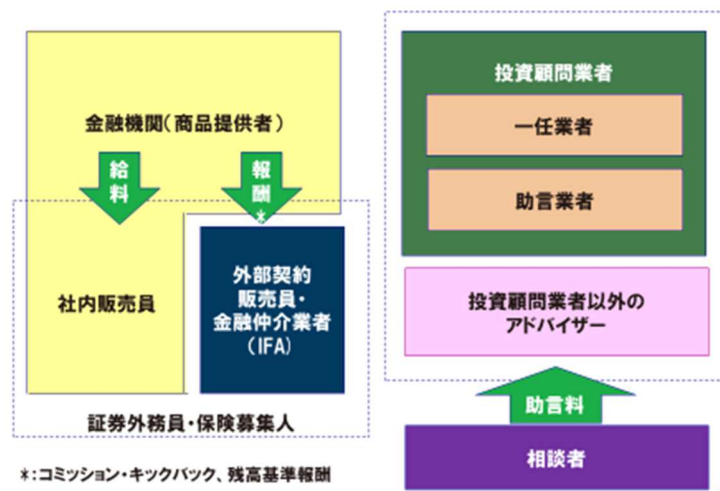 金融機関(商品提供者)
給料
報酬*
社内販売員
外部契約
販売員・
金融仲介業者
(IFA)
証券外務員・保険募集人
*:コミッション・キックバック、残高基準報酬
投資顧問業者
一任業者
助言業者
投資顧問業者以外の
アドバイザー
助言料
相談者